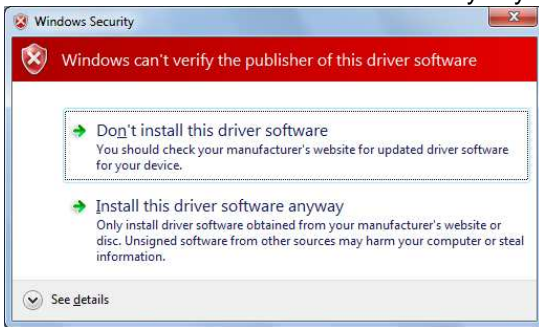 Windows Security
Windows can't verify the publisher of this driver software
Don't install this driver software
You should check your manufacturer's website for updated driver software
for your device.
Install this driver software anyway
Only install driver software obtained from your manufacturer's website or
disc. Unsigned software from other sources may harm your computer or steal
information.
See details